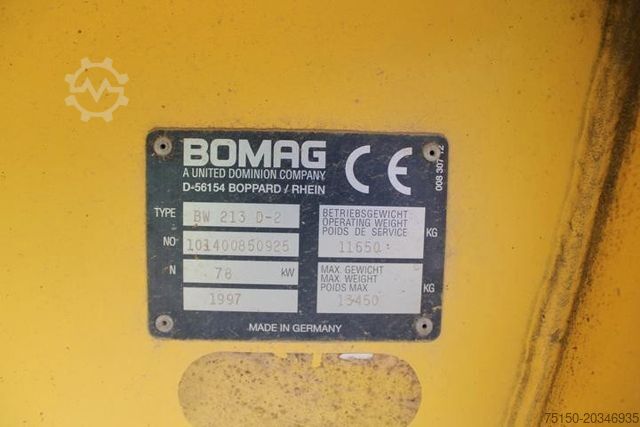 BOMAG
A UNITED DOMINION COMPANY
D-56154 BOPPARD / RHEIN
CE
008 307 12
TYPE BW 213 D-2
NO 101400850925
N 78 kW
1997
BETRIEBSGEWICHT
OPERATING WEIGHT
POIDS DE SERVICE
11650 KG
MAX. GEWICHT
MAX. WEIGHT
POIDS MAX
13450 KG
MADE IN GERMANY
75150-20346935